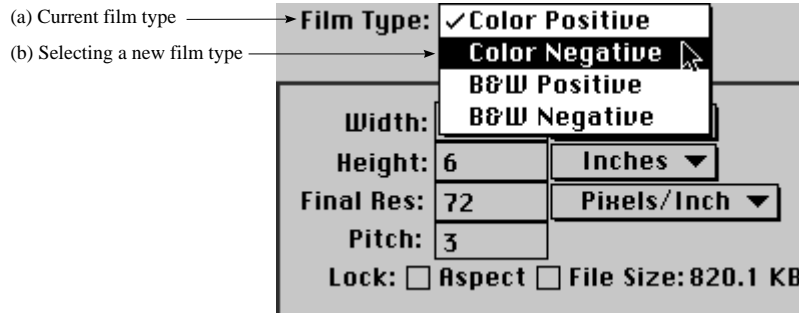 (a) Current film type
Film Type: ✓Color Positive
(b) Selecting a new film type
Color Negative
B&W Positive
B&W Negative
Width:
Height: 6 Inches
Final Res: 72 Pixels/Inch
Pitch: 3
Lock: Aspect File Size: 820.1 KB